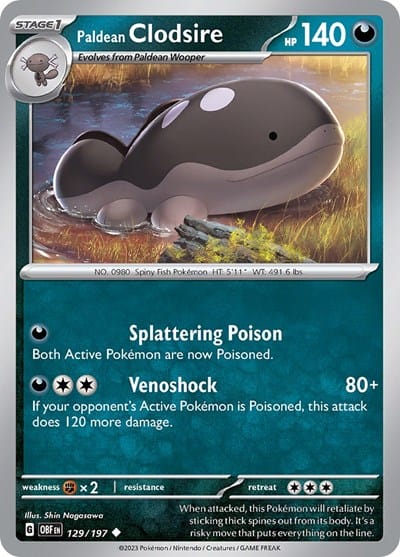 STAGE1
Paldean Clodsire HP 140
Evolves from Paldean Wooper
NO. 0980 Spiny Fish Pokémon HT: 5'11" WT: 491.6 lbs
Splattering Poison
Both Active Pokémon are now Poisoned.
Venoshock 80+
If your opponent's Active Pokémon is Poisoned, this attack
does 120 more damage.
weakness ×2 resistance retreat
Illus. Shin Nagasawa
G OBF EN 129/197
When attacked, this Pokémon will retaliate by
sticking thick spines out from its body. It's a
risky move that puts everything on the line.
©2023 Pokémon / Nintendo / Creatures / GAME FREAK